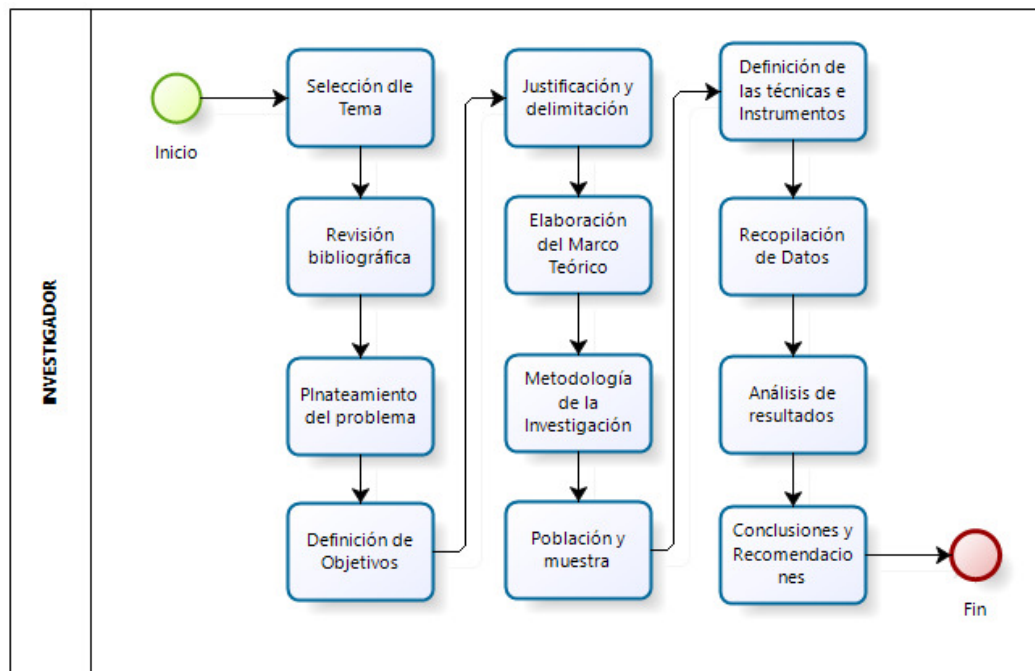 INVESTIGADOR
Inicio
Selección dle
Tema
Revisión
bibliográfica
Plnateamiento
del problema
Definición de
Objetivos
Justificación y
delimitación
Elaboración
del Marco
Teórico
Metodología
de la
Investigación
Población y
muestra
Definición de
las técnicas e
Instrumentos
Recopilación
de Datos
Análisis de
resultados
Conclusiones y
Recomendacio
nes
Fin